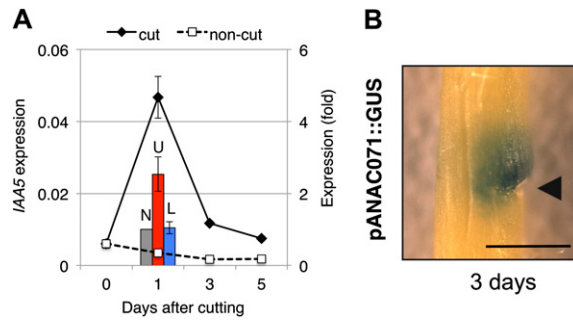 A
cut
non-cut
0.06
0.04
0.02
0
IAA5 expression
6
4
2
0
Expression (fold)
N
U
L
0
1
3
5
Days after cutting
B
pANAC071::GUS
3 days